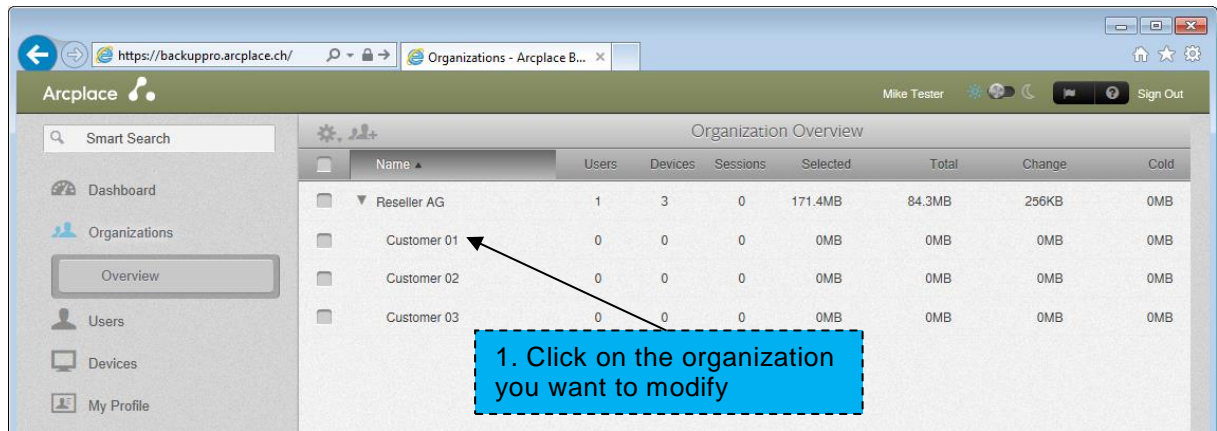 https://backuppro.arcplace.ch/
Organizations - Arcplace B...
Arcplace
Mike Tester
Sign Out
Smart Search
Organization Overview
Name Users Devices Sessions Selected Total Change Cold
Dashboard
Reseller AG 1 3 0 171.4MB 84.3MB 256KB 0MB
Organizations
Customer 01 0 0 0 0MB 0MB 0MB 0MB
Overview
Customer 02 0 0 0 0MB 0MB 0MB 0MB
Users
Customer 03 0 0 0 0MB 0MB 0MB 0MB
Devices
My Profile
1. Click on the organization
you want to modify